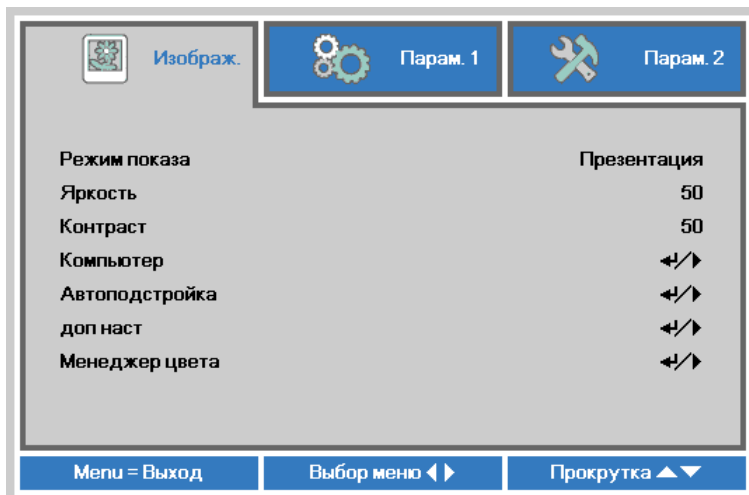 Изображ. Парам. 1 Парам. 2
Режим показа Презентация
Яркость 50
Контраст 50
Компьютер ↵/▶
Автоподстройка ↵/▶
доп наст ↵/▶
Менеджер цвета ↵/▶
Menu = Выход Выбор меню ◀▶ Прокрутка ▲▼